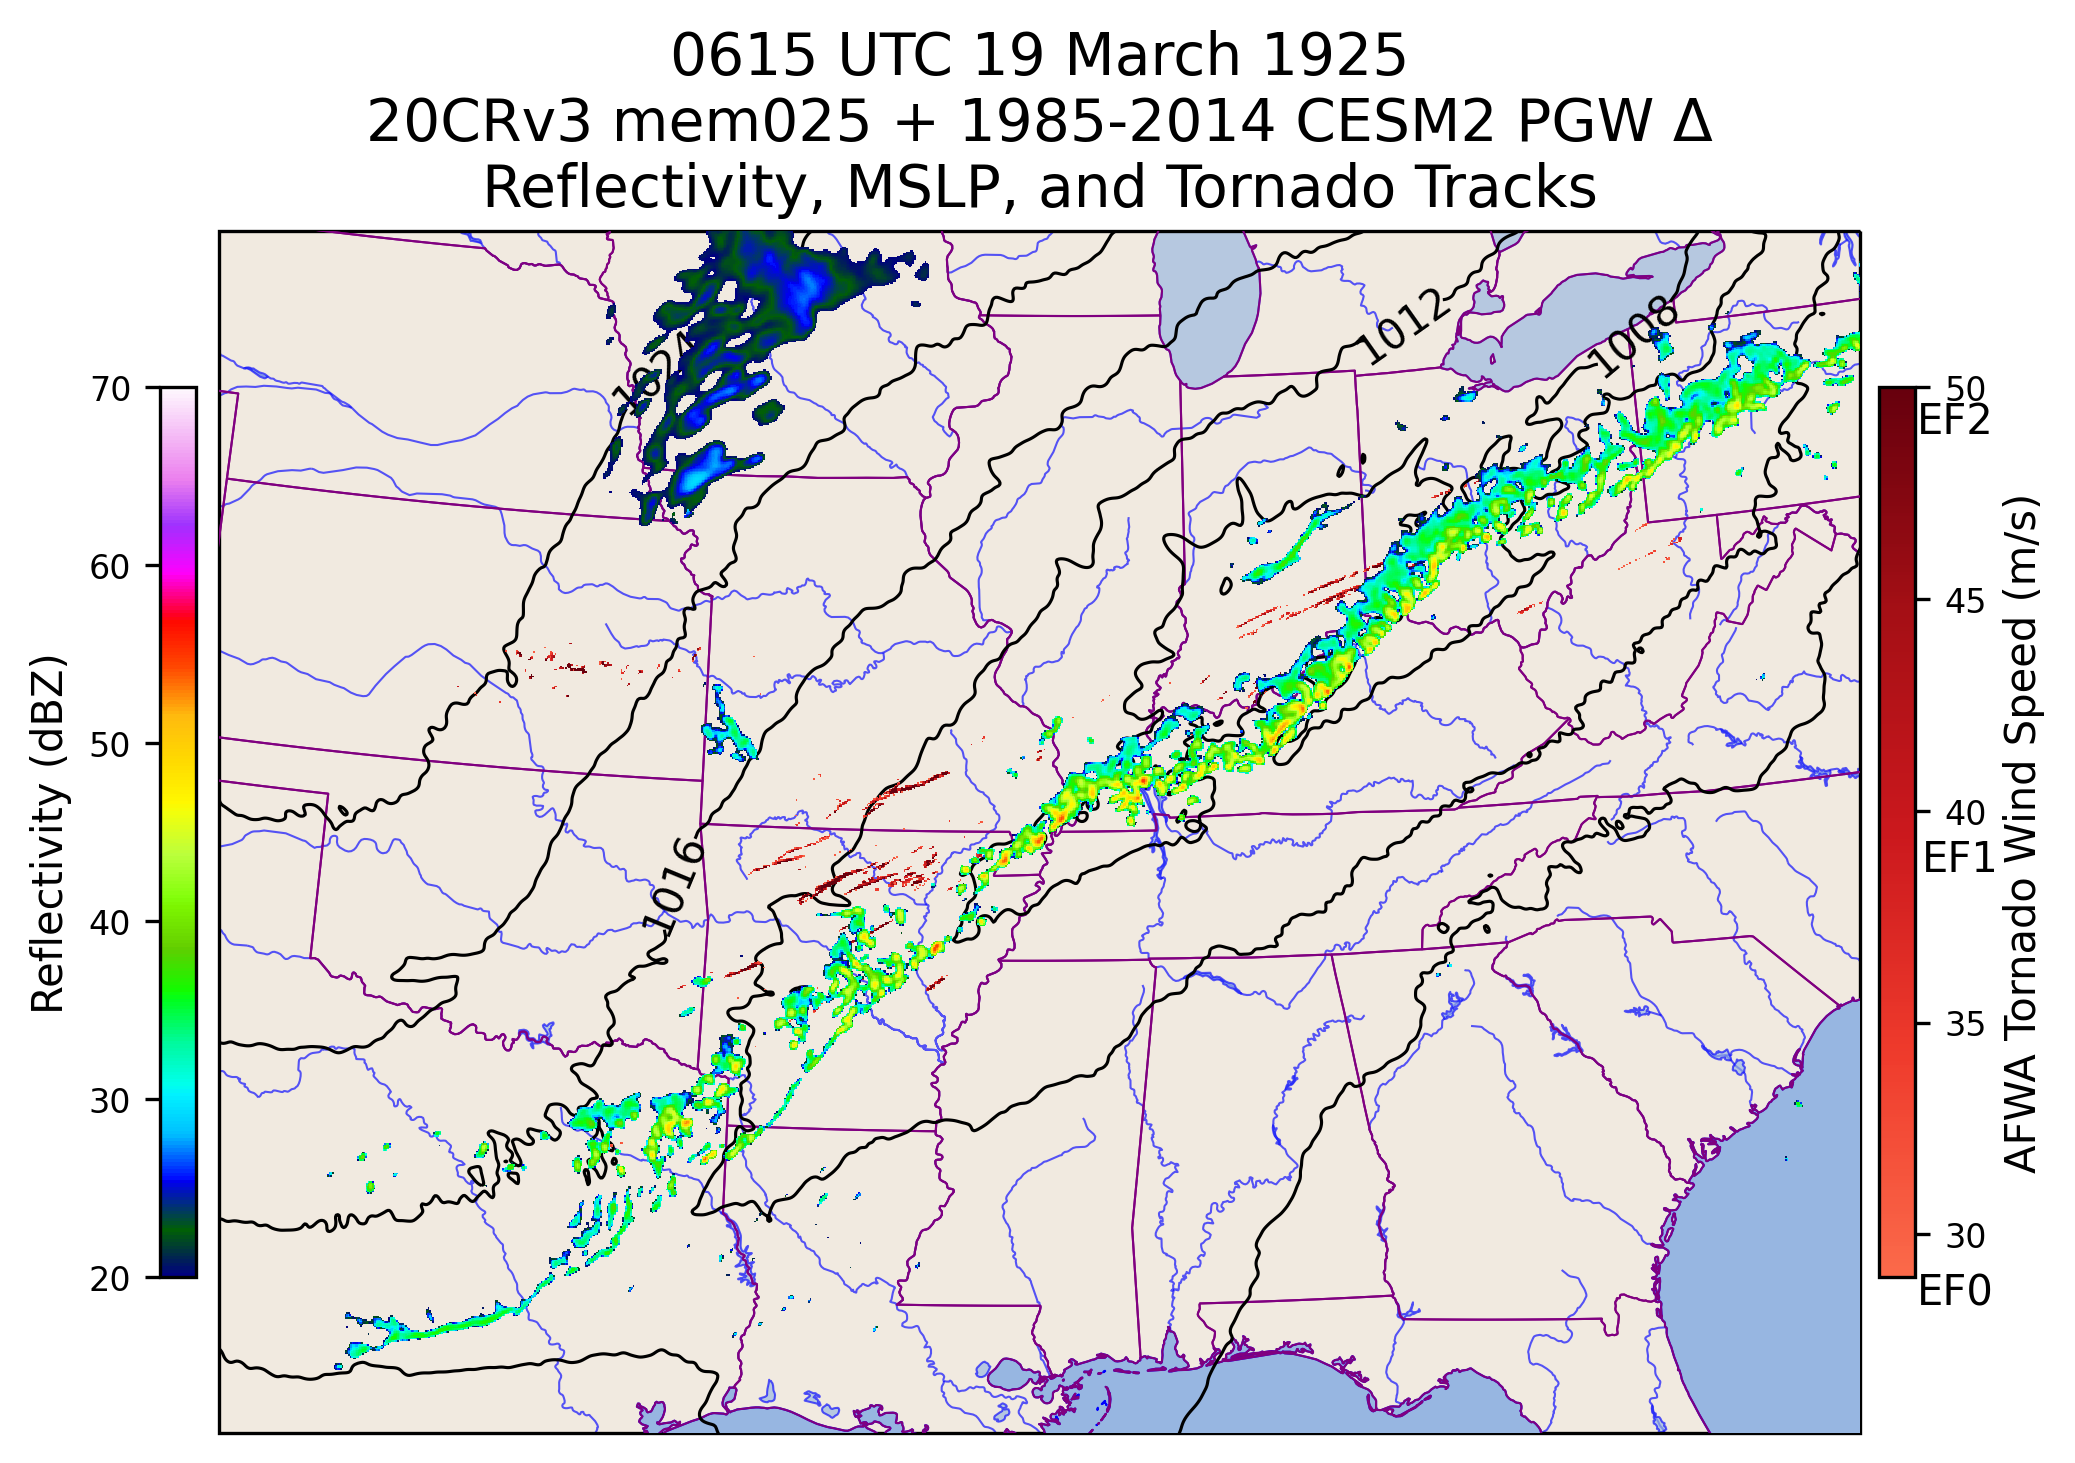 0615 UTC 19 March 1925
20CRv3 mem025 + 1985-2014 CESM2 PGW Δ
Reflectivity, MSLP, and Tornado Tracks
1012
1008
1016
70
60
50
40
30
20
Reflectivity (dBZ)
50
EF2
45
40
EF1
35
30
EF0
AFWA Tornado Wind Speed (m/s)